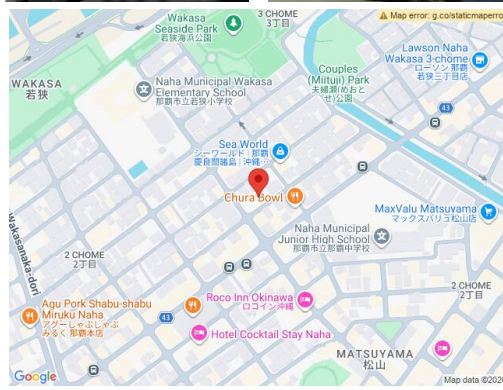 Wakasa
Seaside Park
若狭海浜公園
3 CHOME
3丁目
Map error: g.co/staticmaperro
WAKASA
若狭
Naha Municipal Wakasa
Elementary School
那覇市立若狭小学校
Couples
(Miituji) Park
夫婦瀬(めおと
せ)公園
Lawson Naha
Wakasa 3-chome
ローソン 那覇
若狭三丁目店
43
Sea World
シーワールド | 那覇
慶良間諸島 | 沖縄…
Chura Bowl
MaxValu Matsuyama
マックスバリュ松山店
Naha Municipal
Junior High School
那覇市立那覇中学校
Wakasanaka-dori
2 CHOME
2丁目
2 CHOME
2丁目
Agu Pork Shabu-shabu
Miruku Naha
アグーしゃぶしゃぶ
みるく 那覇本店
43
Roco Inn Okinawa
ロコイン沖縄
Hotel Cocktail Stay Naha
MATSUYAMA
松山
Google
Map data ©202